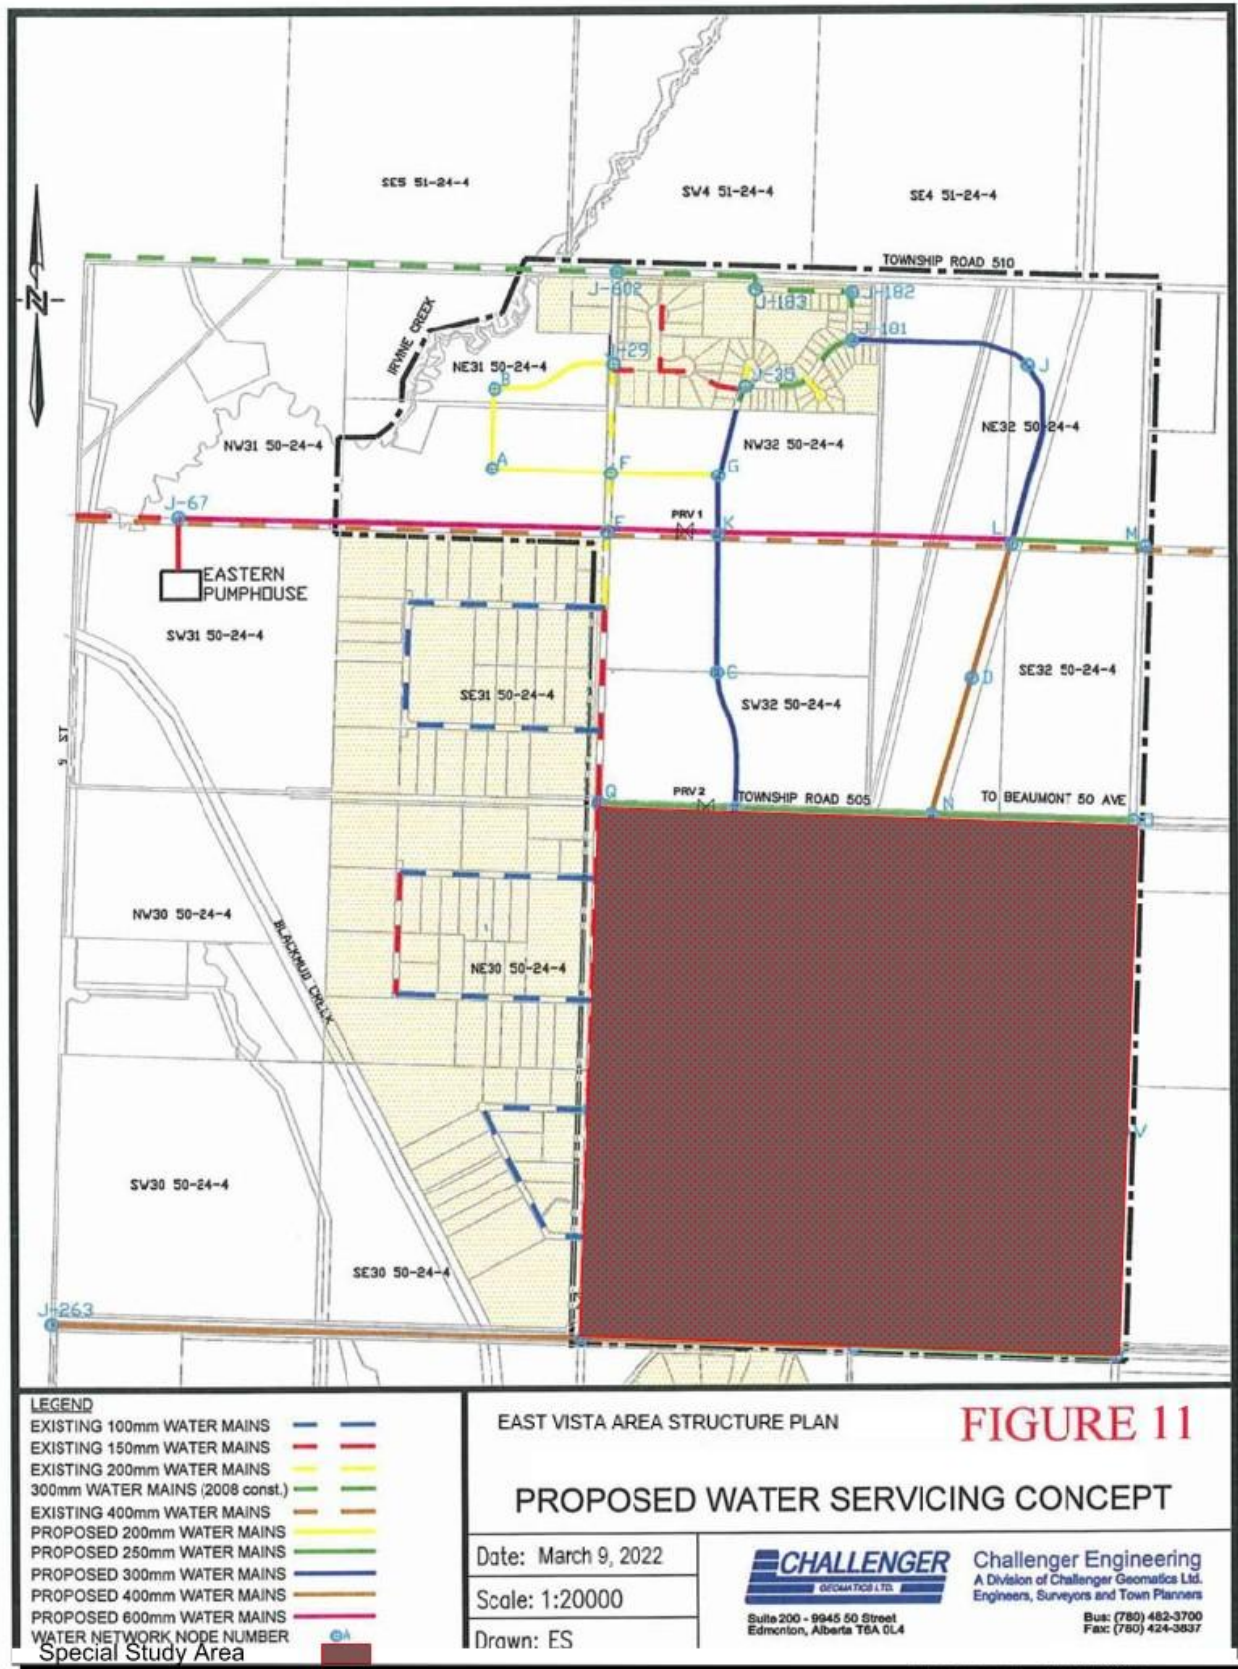 SE5 51-24-4
SW4 51-24-4
SE4 51-24-4
TOWNSHIP ROAD 510
N
J-602
J-183
J-182
J-181
IRVINE CREEK
J-29
NE31 50-24-4
B
J-35
J
NE32 50-24-4
NW31 50-24-4
NW32 50-24-4
A
F
G
J-67
PRV 1
E
K
L
M
EASTERN
PUMPHOUSE
SW31 50-24-4
SE31 50-24-4
C
D
SE32 50-24-4
SW32 50-24-4
Q
PRV 2
TOWNSHIP ROAD 505
N
TO BEAUMONT 50 AVE
NW30 50-24-4
BLACKMUD CREEK
NE30 50-24-4
V
SW30 50-24-4
SE30 50-24-4
J-263
LEGEND
EXISTING 100mm WATER MAINS
EXISTING 150mm WATER MAINS
EXISTING 200mm WATER MAINS
300mm WATER MAINS (2008 const.)
EXISTING 400mm WATER MAINS
PROPOSED 200mm WATER MAINS
PROPOSED 250mm WATER MAINS
PROPOSED 300mm WATER MAINS
PROPOSED 400mm WATER MAINS
PROPOSED 600mm WATER MAINS
WATER NETWORK NODE NUMBER A
Special Study Area
EAST VISTA AREA STRUCTURE PLAN
FIGURE 11
PROPOSED WATER SERVICING CONCEPT
Date: March 9, 2022
Scale: 1:20000
Drawn: ES
CHALLENGER
GEOMATICS LTD.
Suite 200 - 9945 50 Street
Edmonton, Alberta T6A 0L4
Challenger Engineering
A Division of Challenger Geomatics Ltd.
Engineers, Surveyors and Town Planners
Bus: (780) 482-3700
Fax: (780) 424-3837